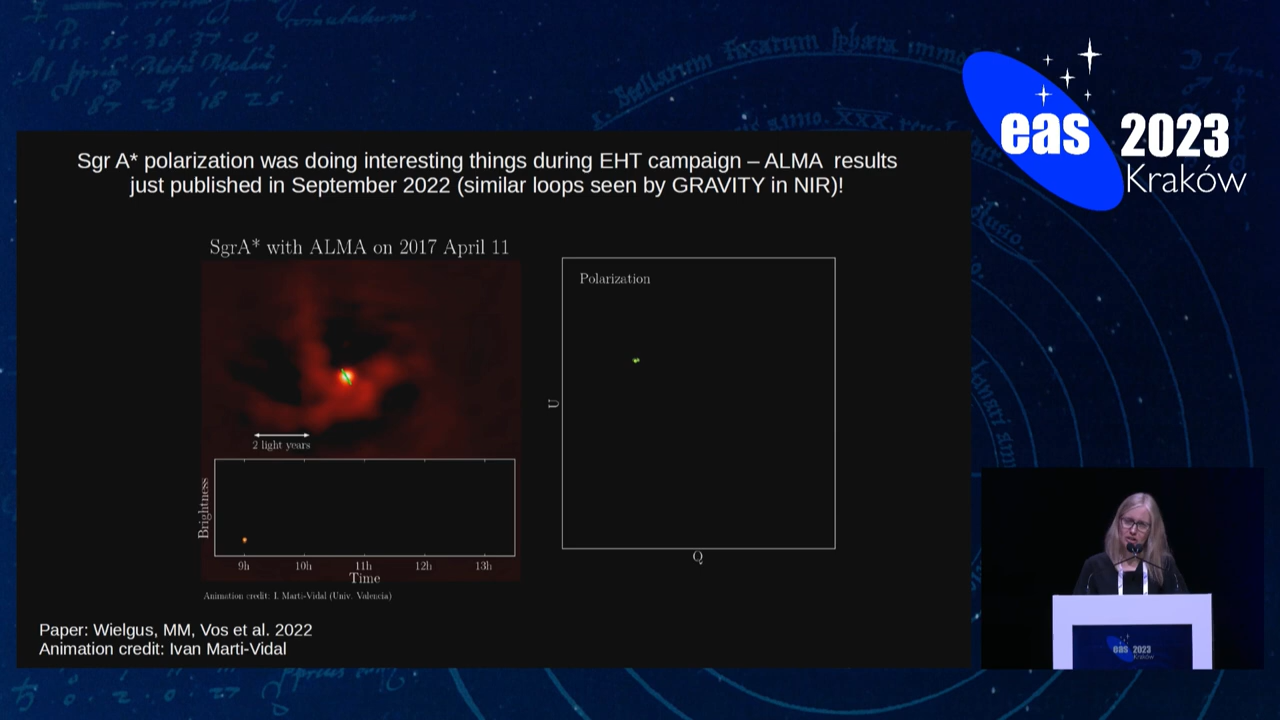 Sgr A* polarization was doing interesting things during EHT campaign – ALMA results
just published in September 2022 (similar loops seen by GRAVITY in NIR)!
SgrA* with ALMA on 2017 April 11
2 light years
Brightness
9h 10h 11h 12h 13h
Time
Animation credit: I. Marti-Vidal (Univ. Valencia)
Polarization
U
Q
Paper: Wielgus, MM, Vos et al. 2022
Animation credit: Ivan Marti-Vidal
eas 2023
Kraków
eas 2023
Kraków